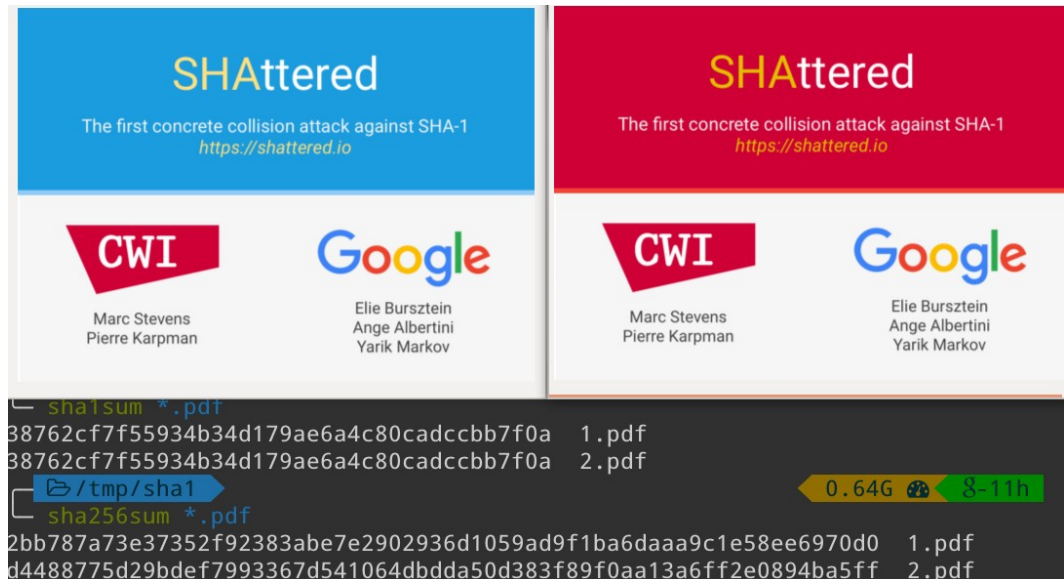 SHAttered
The first concrete collision attack against SHA-1
https://shattered.io
CWI
Marc Stevens
Pierre Karpman
Google
Elie Bursztein
Ange Albertini
Yarik Markov
SHAttered
The first concrete collision attack against SHA-1
https://shattered.io
CWI
Marc Stevens
Pierre Karpman
Google
Elie Bursztein
Ange Albertini
Yarik Markov
sha1sum *.pdf
38762cf7f55934b34d179ae6a4c80cadccbb7f0a 1.pdf
38762cf7f55934b34d179ae6a4c80cadccbb7f0a 2.pdf
/tmp/sha1 0.64G 8-11h
sha256sum *.pdf
2bb787a73e37352f92383abe7e2902936d1059ad9f1ba6daaa9c1e58ee6970d0 1.pdf
d4488775d29bdef7993367d541064dbdda50d383f89f0aa13a6ff2e0894ba5ff 2.pdf